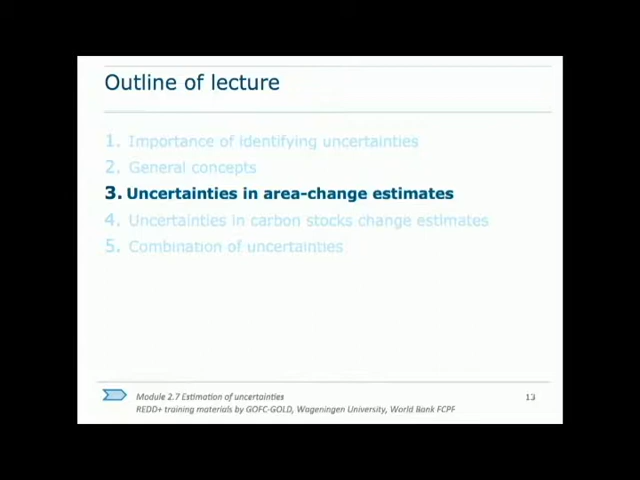 Outline of lecture
1. Importance of identifying uncertainties
2. General concepts
3. Uncertainties in area-change estimates
4. Uncertainties in carbon stocks change estimates
5. Combination of uncertainties
Module 2.7 Estimation of uncertainties
REDD+ training materials by GOFC-GOLD, Wageningen University, World Bank FCPF
13